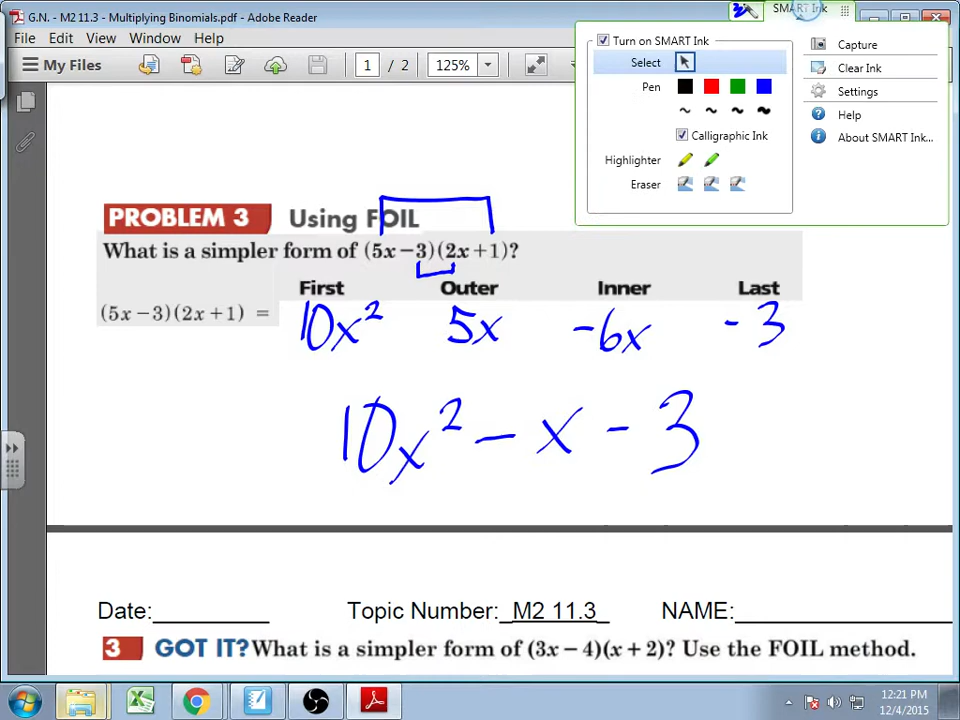 G.N. - M2 11.3 - Multiplying Binomials.pdf - Adobe Reader
SMART Ink
File Edit View Window Help
My Files 1 / 2 125%
Turn on SMART Ink
Select
Pen
Calligraphic Ink
Highlighter
Eraser
Capture
Clear Ink
Settings
Help
About SMART Ink...
PROBLEM 3 Using FOIL
What is a simpler form of (5x − 3)(2x + 1)?
First Outer Inner Last
(5x − 3)(2x + 1) = 10x² 5x -6x -3
10x² - x - 3
Date:_________ Topic Number:_M2 11.3_ NAME:__________________
3 GOT IT? What is a simpler form of (3x − 4)(x + 2)? Use the FOIL method.
12:21 PM
12/4/2015